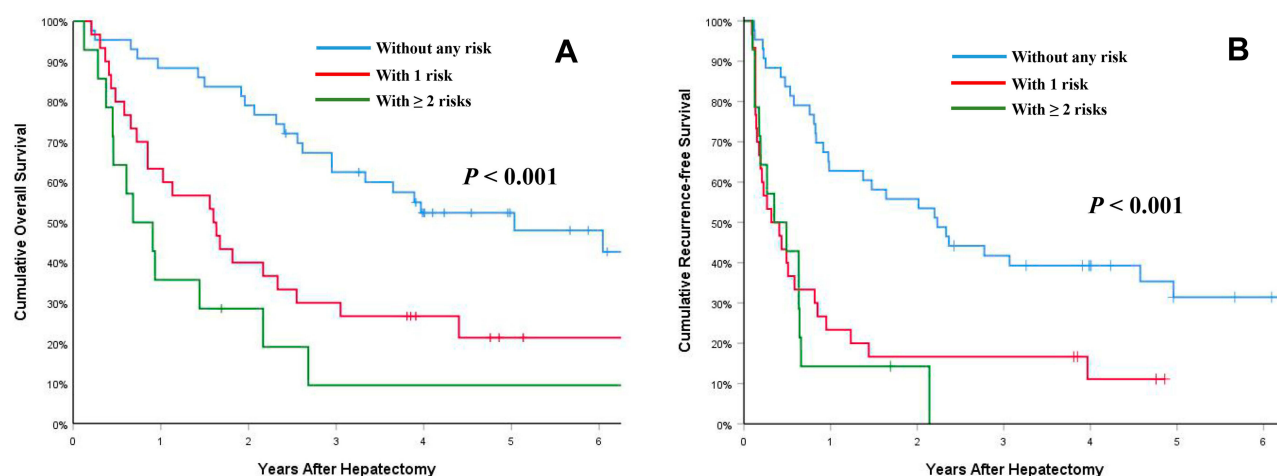 100%
90%
80%
70%
60%
50%
40%
30%
20%
10%
0%
Cumulative Overall Survival
Without any risk
With 1 risk
With ≥ 2 risks
A
P < 0.001
0 1 2 3 4 5 6
Years After Hepatectomy
100%
90%
80%
70%
60%
50%
40%
30%
20%
10%
0%
Cumulative Recurrence-free Survival
Without any risk
With 1 risk
With ≥ 2 risks
B
P < 0.001
0 1 2 3 4 5 6
Years After Hepatectomy